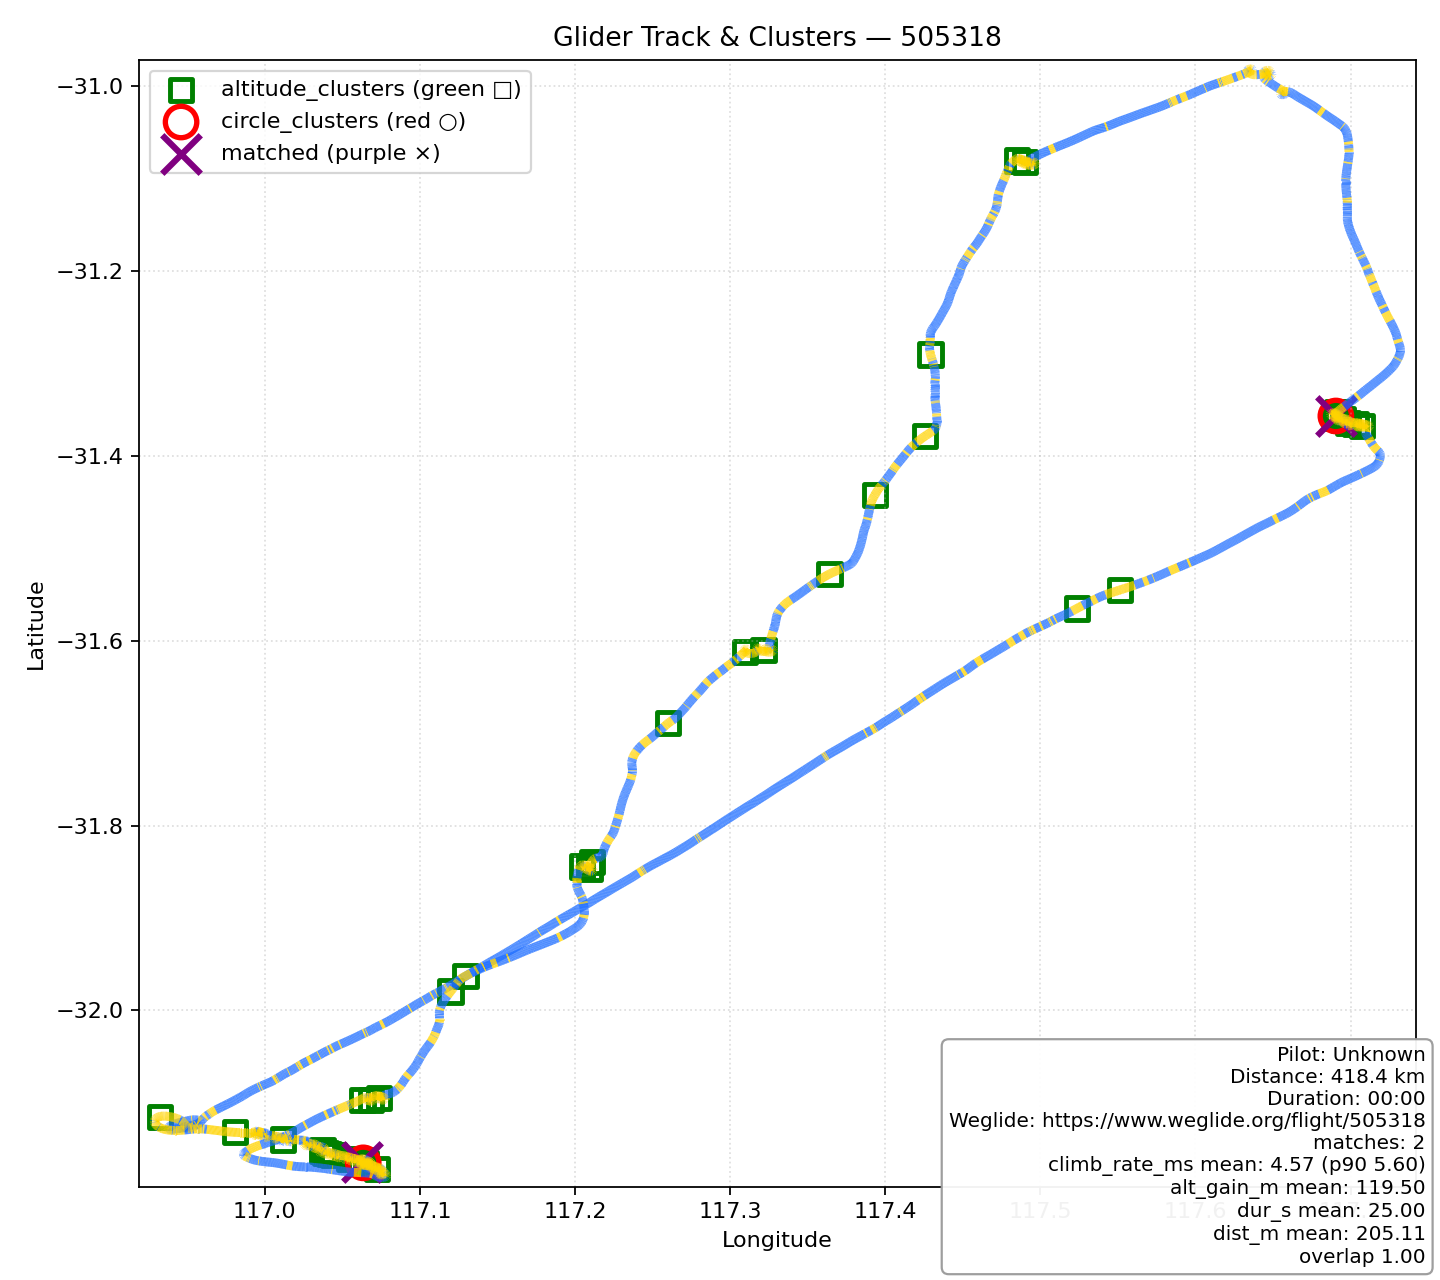 Glider Track & Clusters — 505318
altitude_clusters (green □)
circle_clusters (red ○)
matched (purple ×)
Latitude
−31.0
−31.2
−31.4
−31.6
−31.8
−32.0
117.0 117.1 117.2 117.3 117.4 117.5 117.6
Longitude
Pilot: Unknown
Distance: 418.4 km
Duration: 00:00
Weglide: https://www.weglide.org/flight/505318
matches: 2
climb_rate_ms mean: 4.57 (p90 5.60)
alt_gain_m mean: 119.50
dur_s mean: 25.00
dist_m mean: 205.11
overlap 1.00